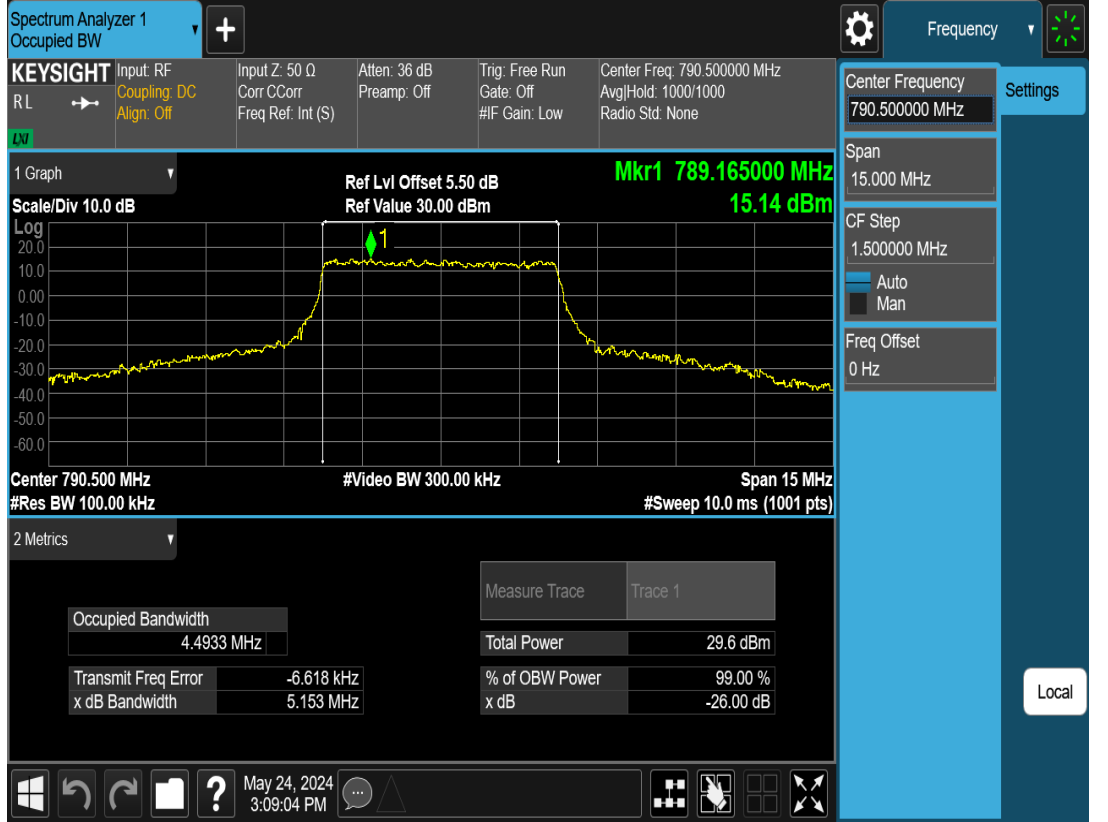 Spectrum Analyzer 1
Occupied BW
+
Frequency
KEYSIGHT
R L
LXI
Input: RF
Coupling: DC
Align: Off
Input Z: 50 Ω
Corr CCorr
Freq Ref: Int (S)
Atten: 36 dB
Preamp: Off
Trig: Free Run
Gate: Off
#IF Gain: Low
Center Freq: 790.500000 MHz
Avg|Hold: 1000/1000
Radio Std: None
Center Frequency
790.500000 MHz
Settings
Span
15.000 MHz
CF Step
1.500000 MHz
Auto
Man
Freq Offset
0 Hz
Local
1 Graph
Scale/Div 10.0 dB
Ref Lvl Offset 5.50 dB
Ref Value 30.00 dBm
Mkr1 789.165000 MHz
15.14 dBm
Log
1
20.0
10.0
0.00
-10.0
-20.0
-30.0
-40.0
-50.0
-60.0
Center 790.500 MHz
#Res BW 100.00 kHz
#Video BW 300.00 kHz
Span 15 MHz
#Sweep 10.0 ms (1001 pts)
2 Metrics
Measure Trace Trace 1
Occupied Bandwidth
4.4933 MHz
Total Power 29.6 dBm
Transmit Freq Error -6.618 kHz
% of OBW Power 99.00 %
x dB Bandwidth 5.153 MHz
x dB -26.00 dB
?
May 24, 2024
3:09:04 PM